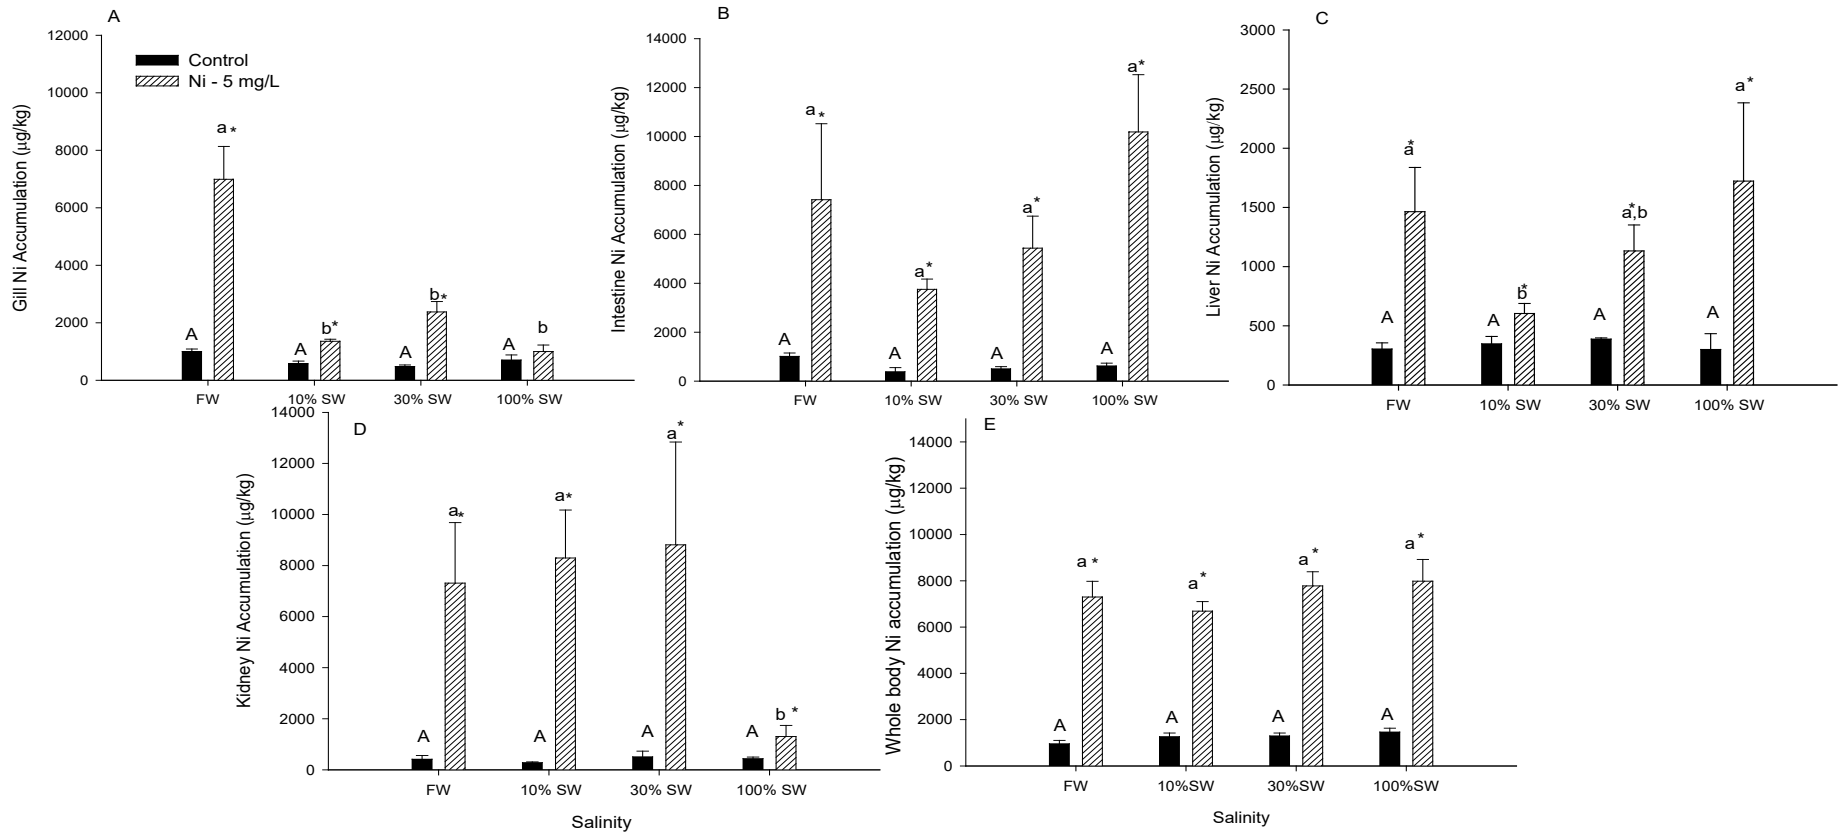 A
Gill Ni Accumulation (μg/kg)
12000
10000
8000
6000
4000
2000
0
Control
Ni - 5 mg/L
A a*
A b*
A b*
A b
FW 10% SW 30% SW 100% SW
B
Intestine Ni Accumulation (μg/kg)
14000
12000
10000
8000
6000
4000
2000
0
A a*
A a*
A a*
A a*
FW 10% SW 30% SW 100% SW
C
Liver Ni Accumulation (μg/kg)
3000
2500
2000
1500
1000
500
0
A a*
A b*
A a,b*
A a*
FW 10% SW 30% SW 100% SW
D
Kidney Ni Accumulation (μg/kg)
14000
12000
10000
8000
6000
4000
2000
0
A a*
A a*
A a*
A b*
FW 10% SW 30% SW 100% SW
Salinity
E
Whole body Ni accumulation (μg/kg)
14000
12000
10000
8000
6000
4000
2000
0
A a*
A a*
A a*
A a*
FW 10%SW 30%SW 100%SW
Salinity